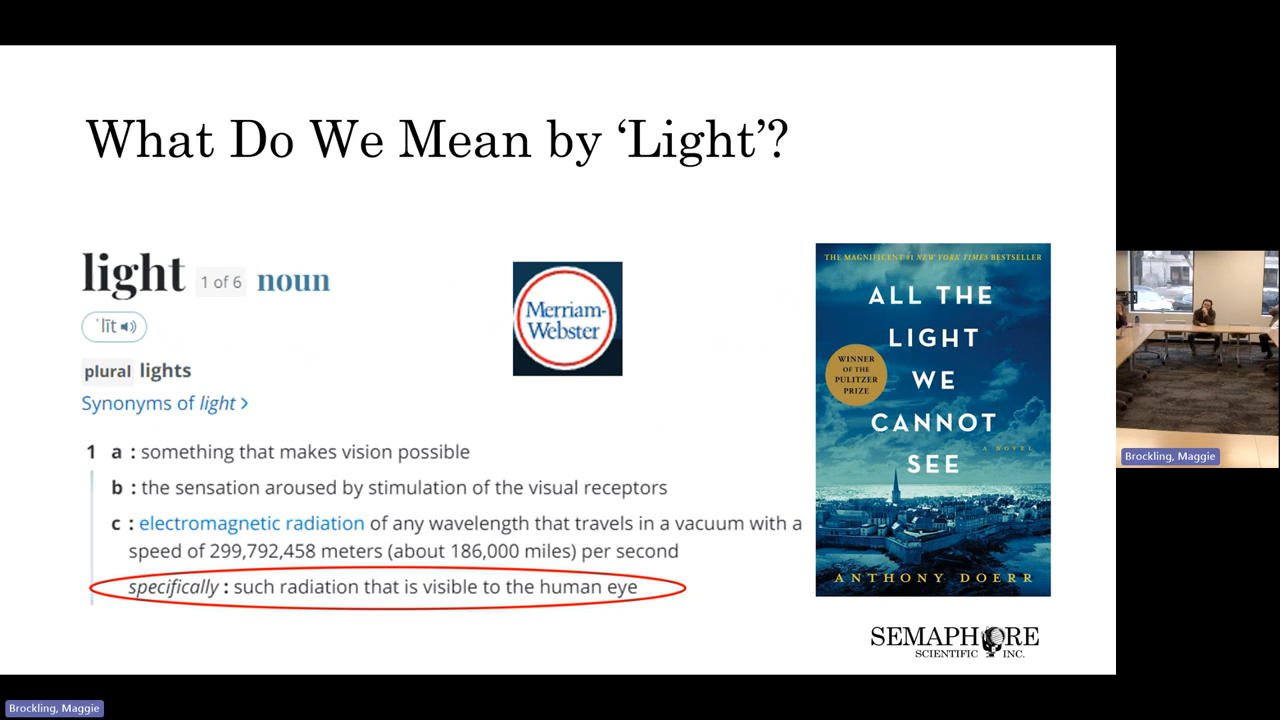 What Do We Mean by ‘Light’?
light 1 of 6 noun
ˈlīt
plural lights
Synonyms of light >
1 a : something that makes vision possible
b : the sensation aroused by stimulation of the visual receptors
c : electromagnetic radiation of any wavelength that travels in a vacuum with a
speed of 299,792,458 meters (about 186,000 miles) per second
specifically : such radiation that is visible to the human eye
Merriam-
Webster
THE MAGNIFICENT #1 NEW YORK TIMES BESTSELLER
ALL THE
LIGHT
WE
CANNOT
SEE
A NOVEL
WINNER
OF THE
PULITZER
PRIZE
ANTHONY DOERR
SEMAPHORE
SCIENTIFIC INC.
Brockling, Maggie
Brockling, Maggie